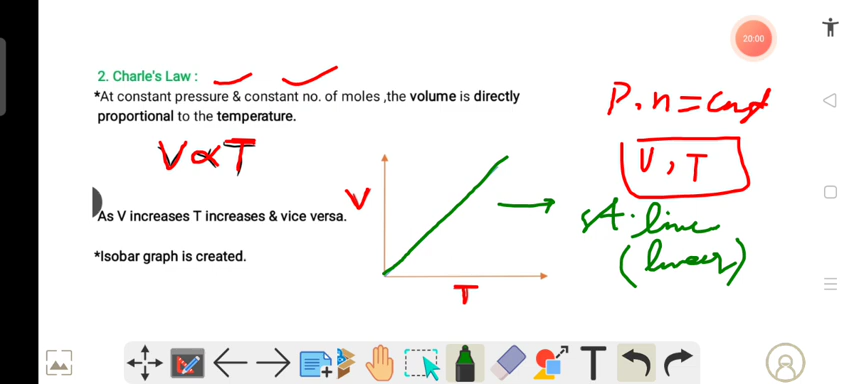 20:00
2. Charle's Law :
*At constant pressure & constant no. of moles ,the volume is directly
proportional to the temperature.
P, n = const
V, T
V ∝ T
V
As V increases T increases & vice versa.
st. line
(linear)
*Isobar graph is created.
T
T